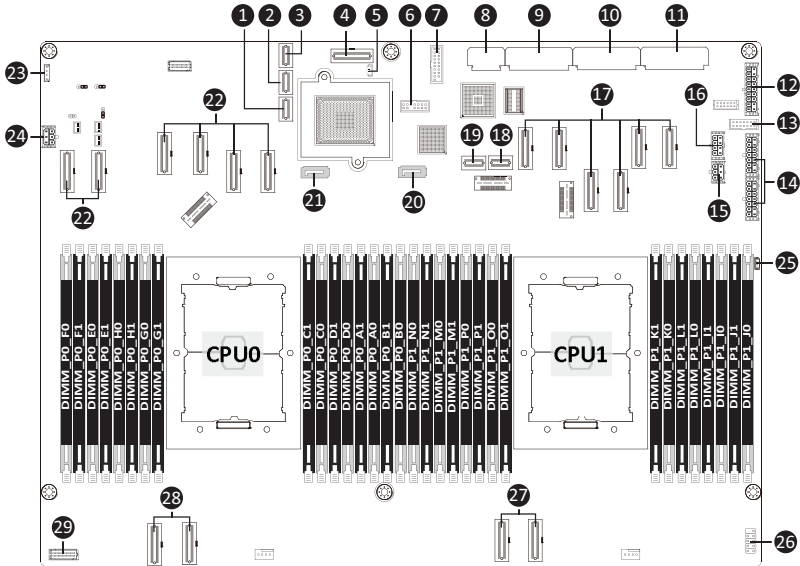 1 2 3 4 5 6 7 8 9 10 11
23 22 17 16 12
24 13
19 18
22 21 20 15 14
25
DIMM_P0_F0
DIMM_P0_F1
DIMM_P0_E0
DIMM_P0_E1
DIMM_P0_H0
DIMM_P0_H1
DIMM_P0_G0
DIMM_P0_G1
CPU0
DIMM_P0_C1
DIMM_P0_C0
DIMM_P0_D1
DIMM_P0_D0
DIMM_P0_A1
DIMM_P0_A0
DIMM_P0_B1
DIMM_P0_B0
DIMM_P1_N0
DIMM_P1_N1
DIMM_P1_M0
DIMM_P1_M1
DIMM_P1_P0
DIMM_P1_P1
DIMM_P1_O0
DIMM_P1_O1
CPU1
DIMM_P1_K1
DIMM_P1_K0
DIMM_P1_L1
DIMM_P1_L0
DIMM_P1_I1
DIMM_P1_I0
DIMM_P1_J1
DIMM_P1_J0
28 27
29 26